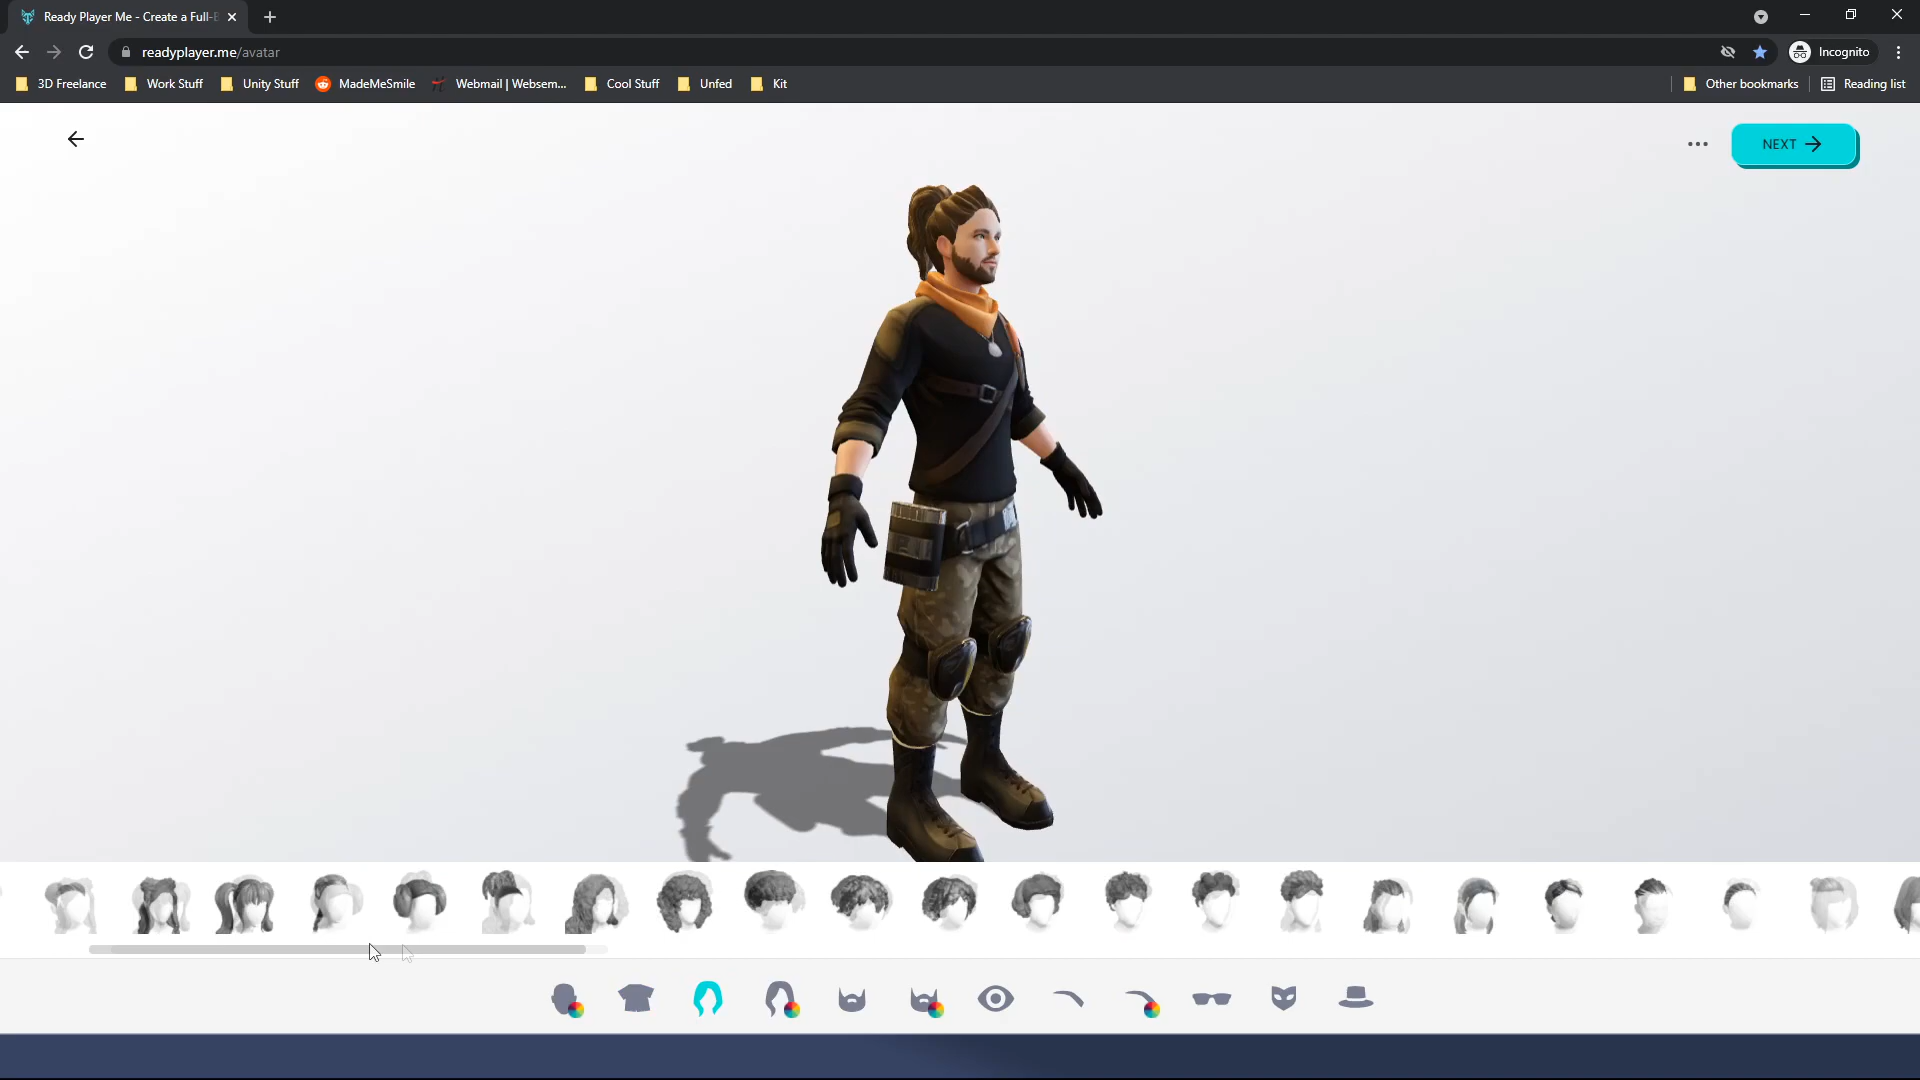 Ready Player Me - Create a Full-B
readyplayer.me/avatar
Incognito
3D Freelance
Work Stuff
Unity Stuff
MadeMeSmile
Webmail | Websem...
Cool Stuff
Unfed
Kit
Other bookmarks
Reading list
NEXT